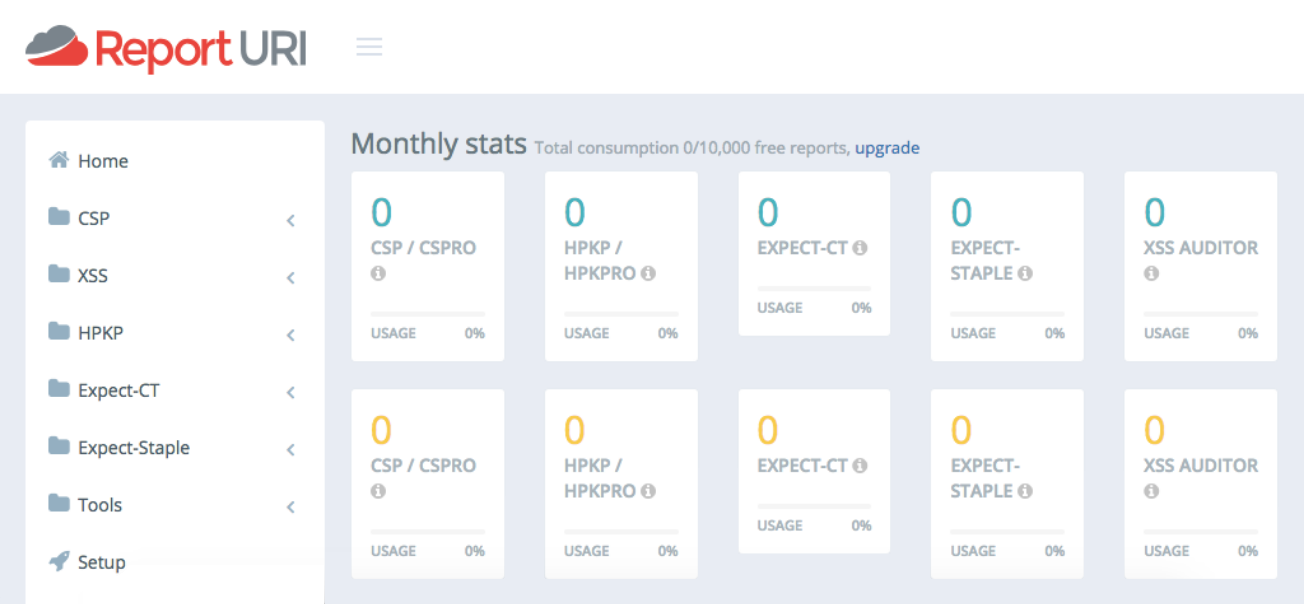 Report URI
Home
CSP
XSS
HPKP
Expect-CT
Expect-Staple
Tools
Setup
Monthly stats Total consumption 0/10,000 free reports, upgrade
0
CSP / CSPRO
USAGE 0%
0
HPKP /
HPKPRO
USAGE 0%
0
EXPECT-CT
USAGE 0%
0
EXPECT-
STAPLE
USAGE 0%
0
XSS AUDITOR
USAGE 0%
0
CSP / CSPRO
USAGE 0%
0
HPKP /
HPKPRO
USAGE 0%
0
EXPECT-CT
USAGE 0%
0
EXPECT-
STAPLE
USAGE 0%
0
XSS AUDITOR
USAGE 0%